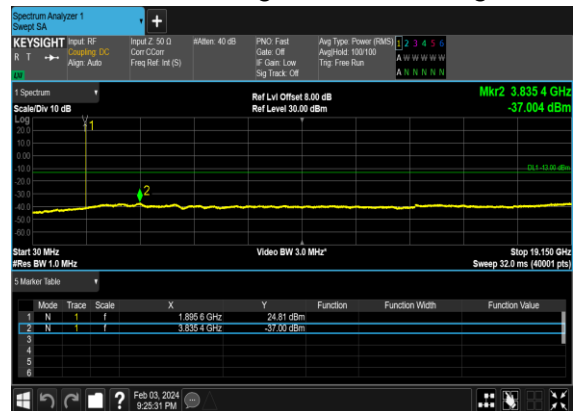 Spectrum Analyzer 1
Swept SA
+
KEYSIGHT Input: RF Input Z: 50 Ω #Atten: 40 dB PNO: Fast Avg Type: Power (RMS) 1 2 3 4 5 6
R T Coupling: DC Corr CCorr Gate: Off Avg|Hold: 100/100 A W W W W W
Align: Auto Freq Ref: Int (S) IF Gain: Low Trig: Free Run
LW Sig Track: Off A N N N N N
1 Spectrum Ref Lvl Offset 8.00 dB Mkr2 3.835 4 GHz
Scale/Div 10 dB Ref Level 30.00 dBm -37.004 dBm
Log
1
20.0
10.0
0.00
-10.0 DL1 -13.00 dBm
-20.0
-30.0 2
-40.0
-50.0
-60.0
Start 30 MHz Video BW 3.0 MHz* Stop 19.150 GHz
#Res BW 1.0 MHz Sweep 32.0 ms (40001 pts)
5 Marker Table
Mode Trace Scale X Y Function Function Width Function Value
1 N 1 f 1.895 6 GHz 24.81 dBm
2 N 1 f 3.835 4 GHz -37.00 dBm
3
4
5
6
? Feb 03, 2024
9:25:31 PM